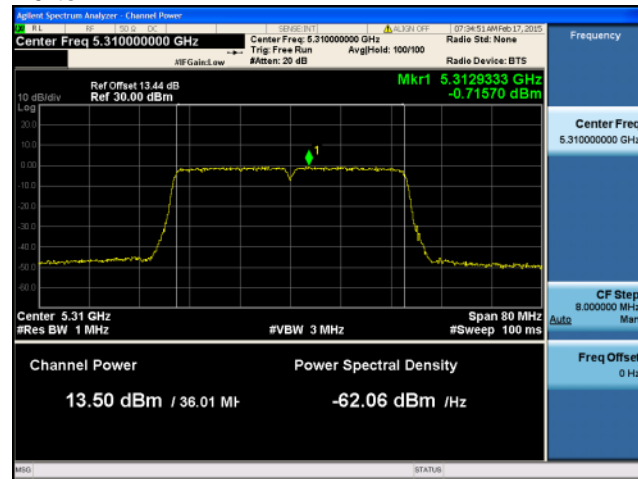 Agilent Spectrum Analyzer - Channel Power
RL RF 50 Ω DC SENSE:INT ALIGN OFF 07:34:51 AM Feb 17, 2015
Center Freq 5.310000000 GHz
Center Freq: 5.310000000 GHz Radio Std: None
Trig: Free Run Avg|Hold: 100/100
#IFGain:Low #Atten: 20 dB Radio Device: BTS
Frequency
Ref Offset 13.44 dB
10 dB/div Ref 30.00 dBm
Mkr1 5.3129333 GHz
-0.71570 dBm
Log
20.0
10.0
0.00
-10.0
-20.0
-30.0
-40.0
-50.0
-60.0
1
Center 5.31 GHz Span 80 MHz
#Res BW 1 MHz #VBW 3 MHz #Sweep 100 ms
Channel Power Power Spectral Density
13.50 dBm / 36.01 MH -62.06 dBm /Hz
Center Freq
5.310000000 GHz
CF Step
8.000000 MHz
Auto Man
Freq Offset
0 Hz
MSG STATUS